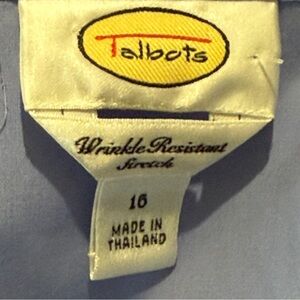 Talbots
Wrinkle Resistant
Stretch
16
MADE IN
THAILAND